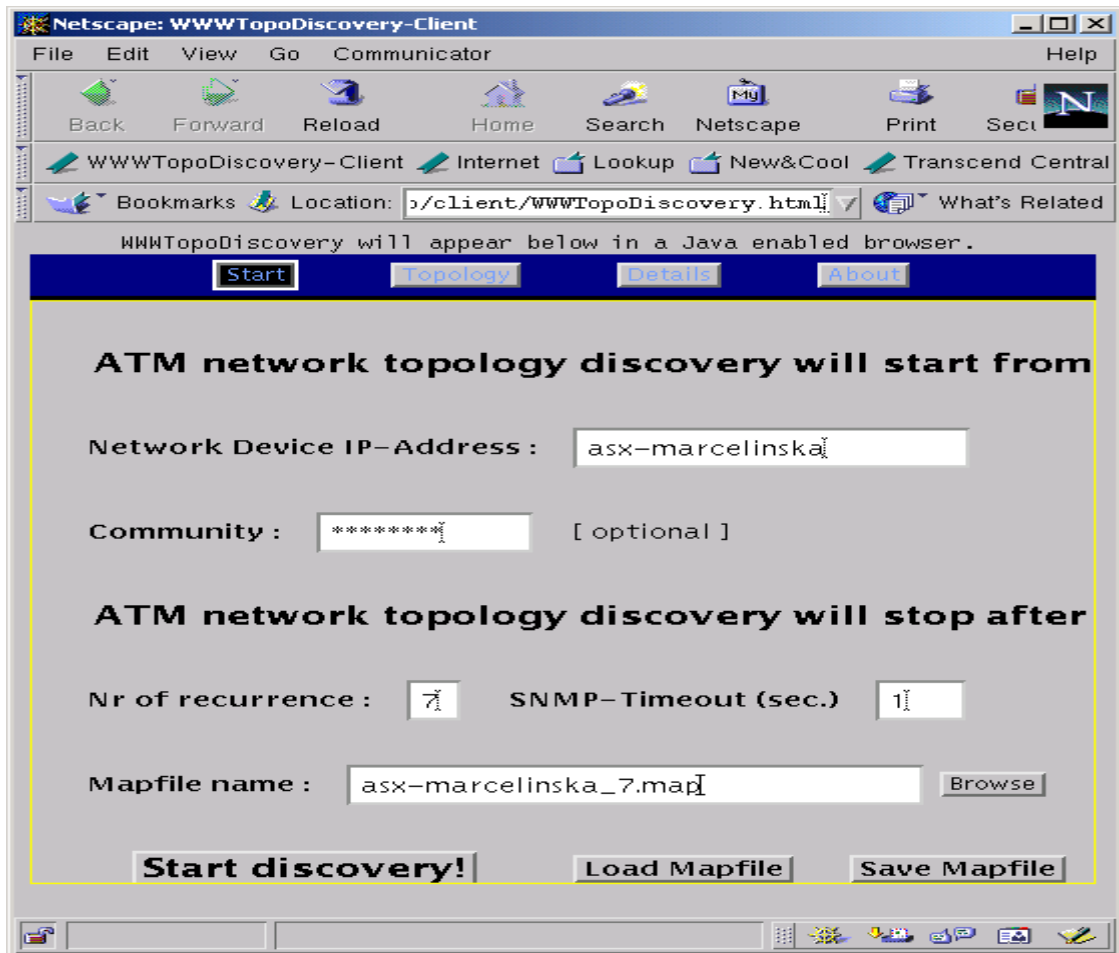 Netscape: WWWTopoDiscovery-Client
File Edit View Go Communicator Help
Back Forward Reload Home Search Netscape Print
My N
WWWTopoDiscovery-Client Internet Lookup New&Cool Transcend Central
Bookmarks Location: /client/WWWTopoDiscovery.html What's Related
WWWTopoDiscovery will appear below in a Java enabled browser.
Start Topology Details About
ATM network topology discovery will start from
Network Device IP-Address : asx-marcelinska
Community : ******** [ optional ]
ATM network topology discovery will stop after
Nr of recurrence : 7 SNMP-Timeout (sec.) 1
Mapfile name : asx-marcelinska_7.map Browse
Start discovery! Load Mapfile Save Mapfile